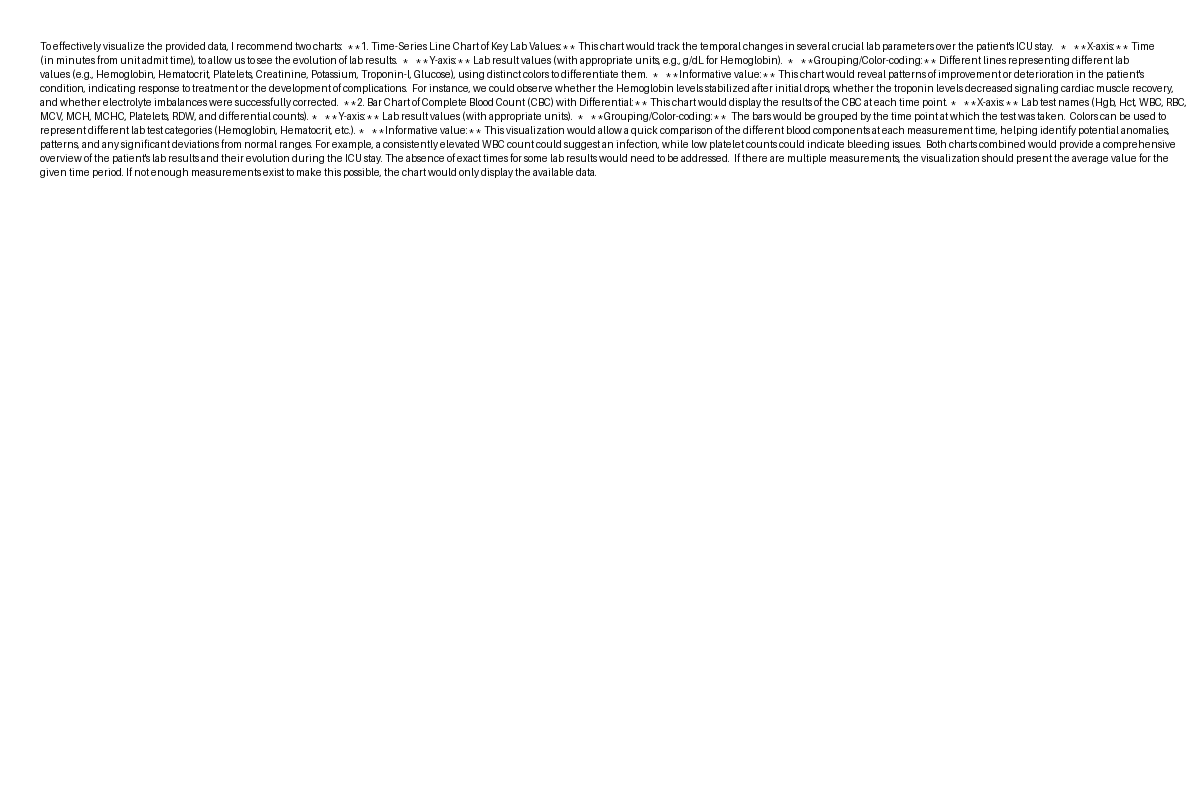 To effectively visualize the provided data, I recommend two charts:  **1. Time-Series Line Chart of Key Lab Values:** This chart would track the temporal changes in several crucial lab parameters over the patient's ICU stay.   *   **X-axis:** Time
(in minutes from unit admit time), to allow us to see the evolution of lab results.  *   **Y-axis:** Lab result values (with appropriate units, e.g., g/dL for Hemoglobin).  *   **Grouping/Color-coding:** Different lines representing different lab
values (e.g., Hemoglobin, Hematocrit, Platelets, Creatinine, Potassium, Troponin-I, Glucose), using distinct colors to differentiate them.  *   **Informative value:** This chart would reveal patterns of improvement or deterioration in the patient's
condition, indicating response to treatment or the development of complications.  For instance, we could observe whether the Hemoglobin levels stabilized after initial drops, whether the troponin levels decreased signaling cardiac muscle recovery,
and whether electrolyte imbalances were successfully corrected.  **2. Bar Chart of Complete Blood Count (CBC) with Differential:** This chart would display the results of the CBC at each time point. *   **X-axis:** Lab test names (Hgb, Hct, WBC, RBC,
MCV, MCH, MCHC, Platelets, RDW, and differential counts). *   **Y-axis:** Lab result values (with appropriate units).  *   **Grouping/Color-coding:**  The bars would be grouped by the time point at which the test was taken.  Colors can be used to
represent different lab test categories (Hemoglobin, Hematocrit, etc.). *   **Informative value:** This visualization would allow a quick comparison of the different blood components at each measurement time, helping identify potential anomalies,
patterns, and any significant deviations from normal ranges. For example, a consistently elevated WBC count could suggest an infection, while low platelet counts could indicate bleeding issues.  Both charts combined would provide a comprehensive
overview of the patient's lab results and their evolution during the ICU stay. The absence of exact times for some lab results would need to be addressed.  If there are multiple measurements, the visualization should present the average value for the
given time period. If not enough measurements exist to make this possible, the chart would only display the available data.